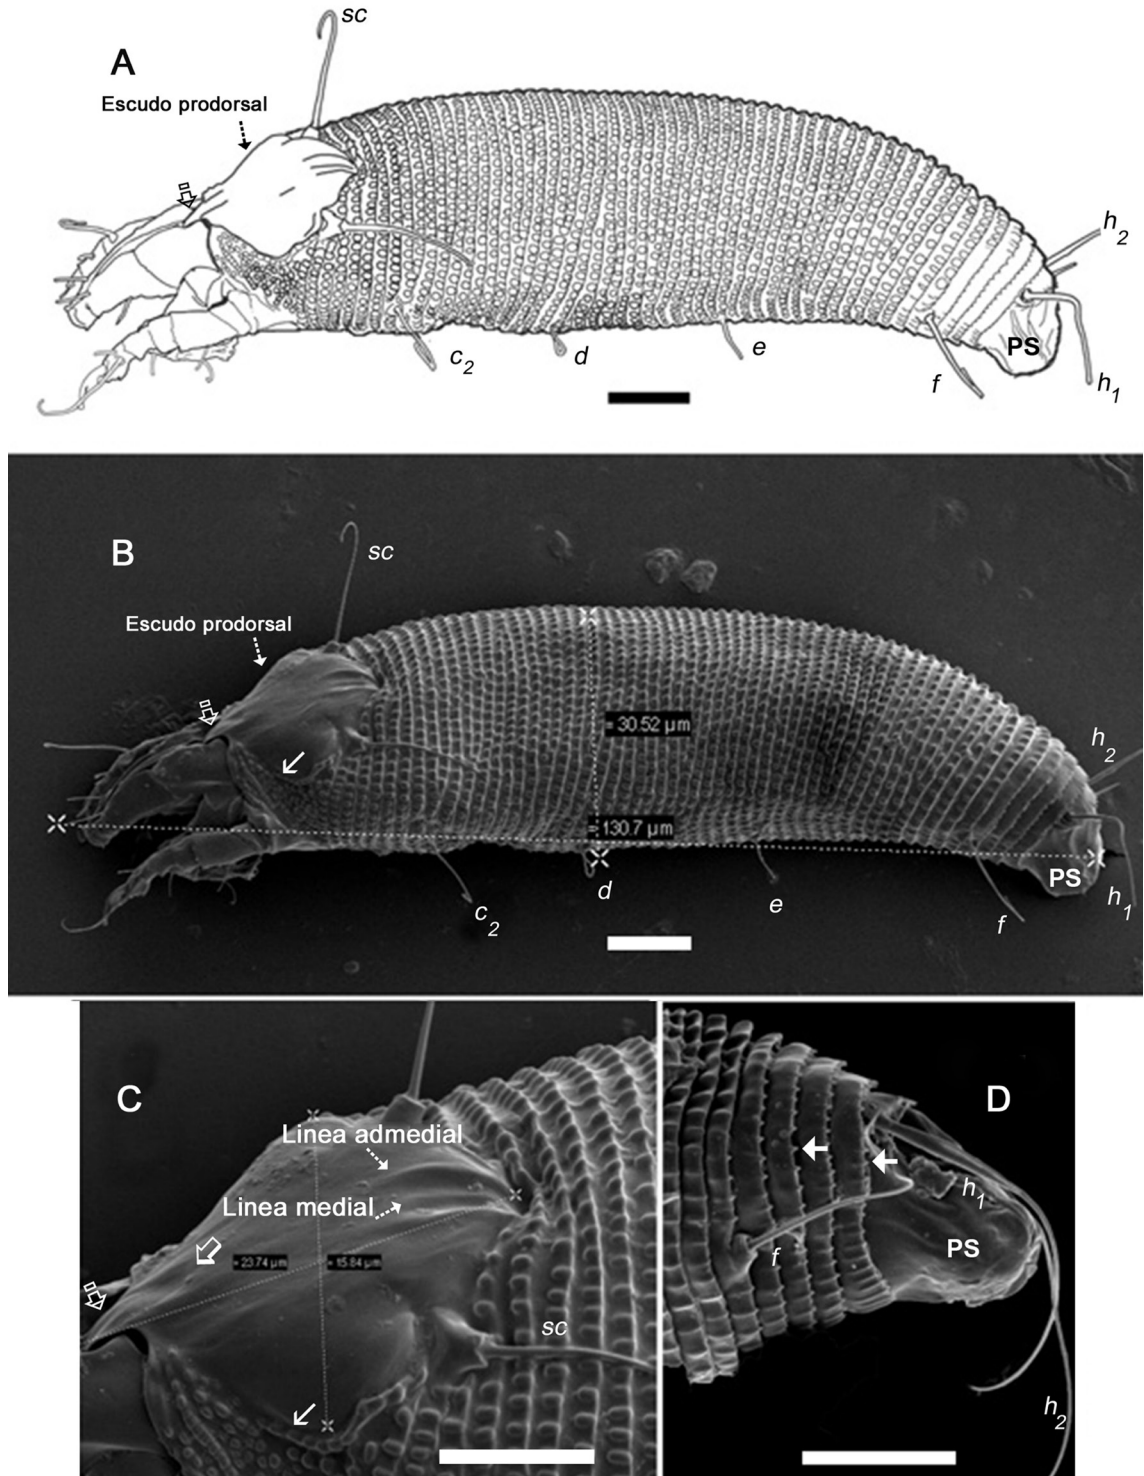 A
sc
Escudo prodorsal
h2
c2
d
e
f
PS
h1
B
sc
Escudo prodorsal
= 30.52 µm
h2
= 130.7 µm
c2
d
e
f
PS
h1
C
Linea admedial
Linea medial
= 23.74 µm
= 15.84 µm
sc
D
h1
PS
f
h2